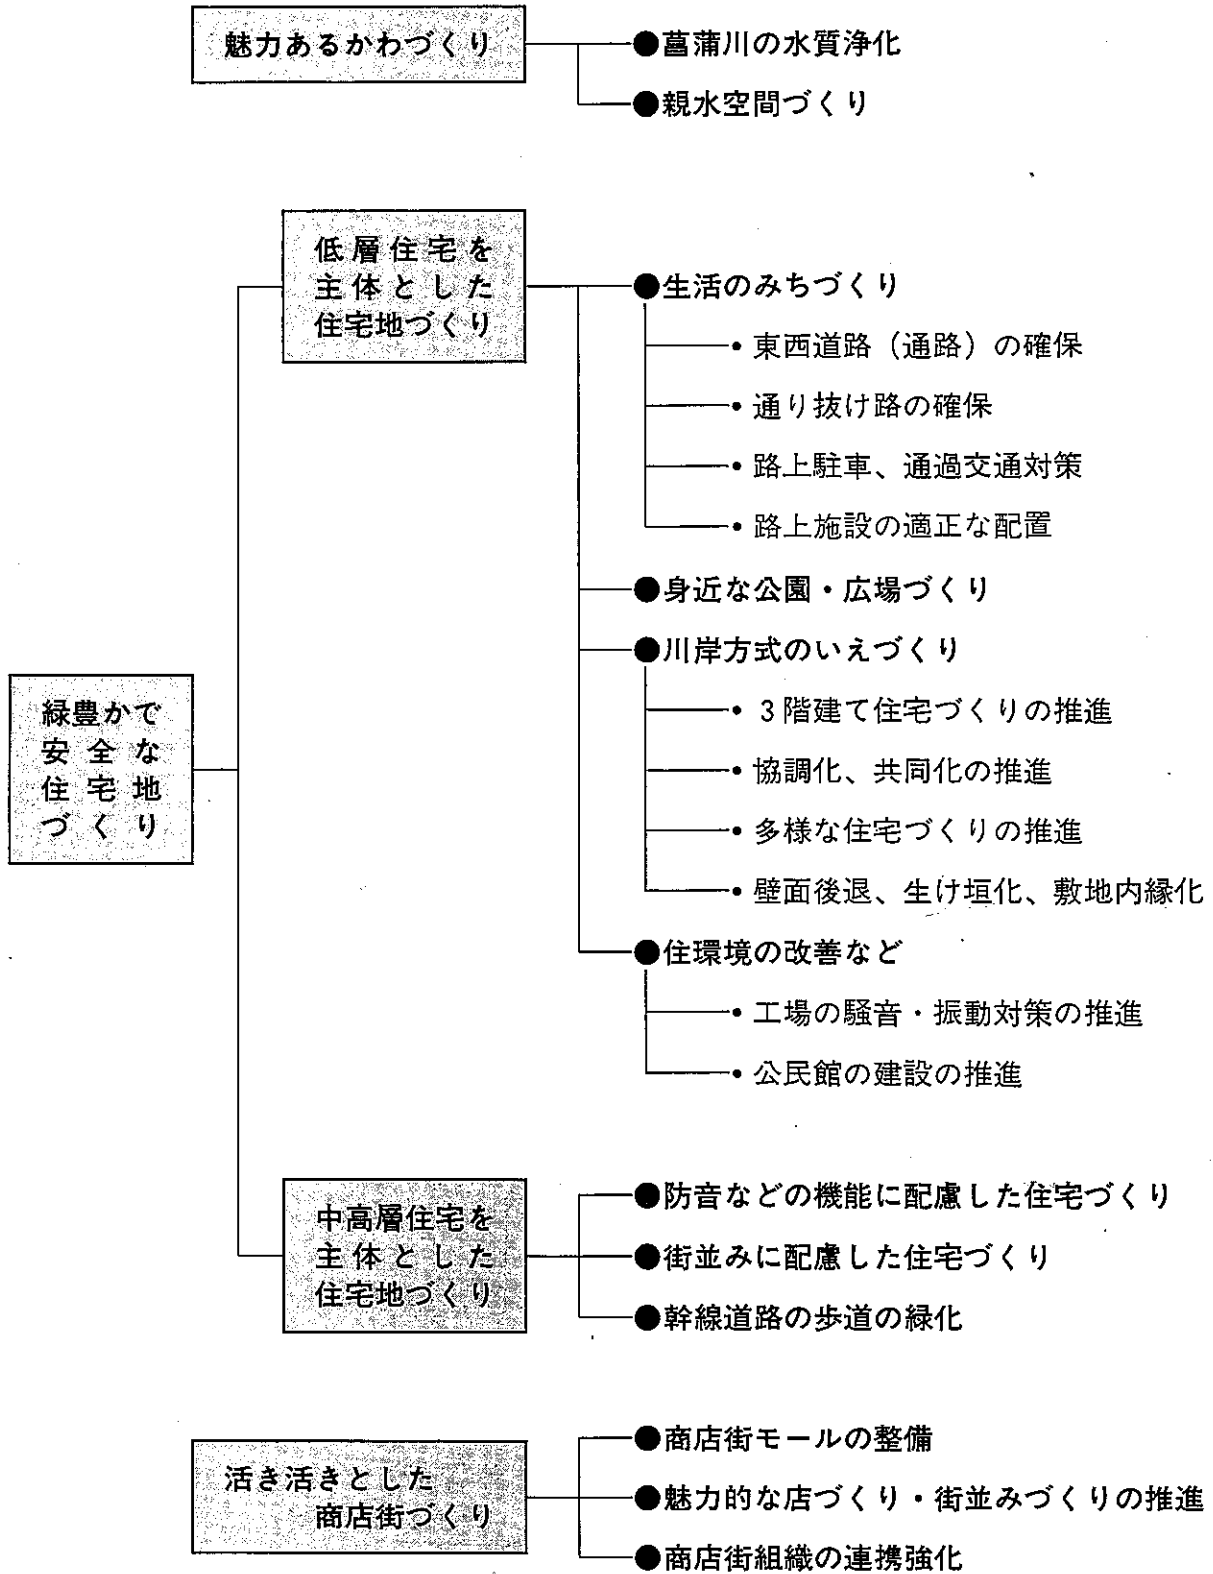 魅力あるかわづくり
●菖蒲川の水質浄化
●親水空間づくり
低層住宅を
主体とした
住宅地づくり
●生活のみちづくり
・東西道路（通路）の確保
・通り抜け路の確保
・路上駐車、通過交通対策
・路上施設の適正な配置
●身近な公園・広場づくり
●川岸方式のいえづくり
・3階建て住宅づくりの推進
・協調化、共同化の推進
・多様な住宅づくりの推進
・壁面後退、生け垣化、敷地内緑化
●住環境の改善など
・工場の騒音・振動対策の推進
・公民館の建設の推進
緑豊かで
安全な
住宅地
づくり
中高層住宅を
主体とした
住宅地づくり
●防音などの機能に配慮した住宅づくり
●街並みに配慮した住宅づくり
●幹線道路の歩道の緑化
活き活きとした
商店街づくり
●商店街モールの整備
●魅力的な店づくり・街並みづくりの推進
●商店街組織の連携強化